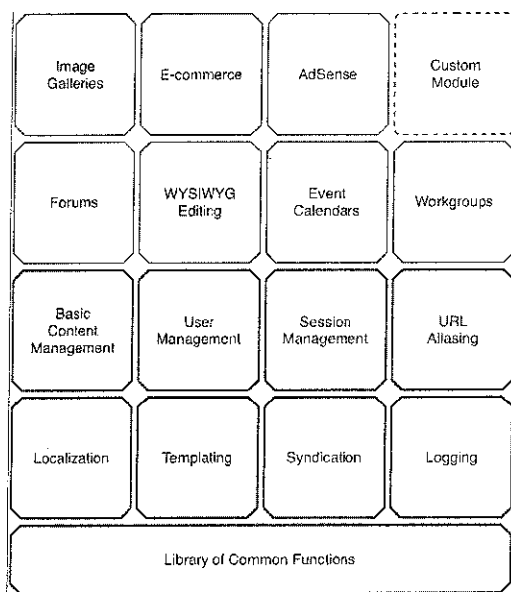 Image
Galleries
E-commerce
AdSense
Custom
Module
Forums
WYSIWYG
Editing
Event
Calendars
Workgroups
Basic
Content
Management
User
Management
Session
Management
URL
Aliasing
Localization
Templating
Syndication
Logging
Library of Common Functions